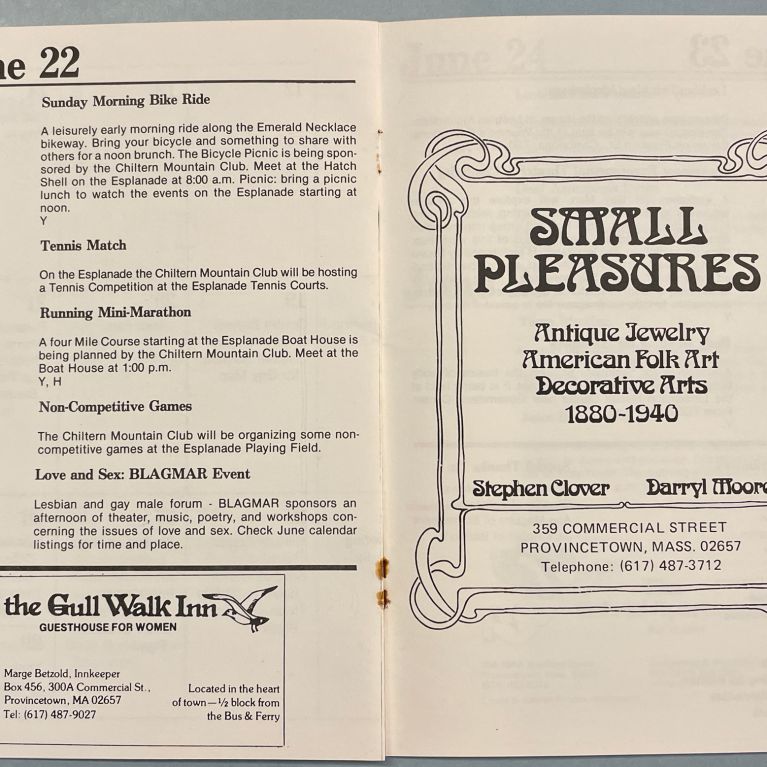 ne 22
Sunday Morning Bike Ride
A leisurely early morning ride along the Emerald Necklace
bikeway. Bring your bicycle and something to share with
others for a noon brunch. The Bicycle Picnic is being spon-
sored by the Chiltern Mountain Club. Meet at the Hatch
Shell on the Esplanade at 8:00 a.m. Picnic: bring a picnic
lunch to watch the events on the Esplanade starting at
noon.
Y
Tennis Match
On the Esplanade the Chiltern Mountain Club will be hosting
a Tennis Competition at the Esplanade Tennis Courts.
Running Mini-Marathon
A four Mile Course starting at the Esplanade Boat House is
being planned by the Chiltern Mountain Club. Meet at the
Boat House at 1:00 p.m.
Y, H
Non-Competitive Games
The Chiltern Mountain Club will be organizing some non-
competitive games at the Esplanade Playing Field.
Love and Sex: BLAGMAR Event
Lesbian and gay male forum - BLAGMAR sponsors an
afternoon of theater, music, poetry, and workshops con-
cerning the issues of love and sex. Check June calendar
listings for time and place.
the Gull Walk Inn
GUESTHOUSE FOR WOMEN
Marge Betzold, Innkeeper
Box 456, 300A Commercial St.,
Provincetown, MA 02657
Tel: (617) 487-9027
Located in the heart
of town—½ block from
the Bus & Ferry
SMALL
PLEASURES
Antique Jewelry
American Folk Art
Decorative Arts
1880-1940
Stephen Clover Darryl Moore
359 COMMERCIAL STREET
PROVINCETOWN, MASS. 02657
Telephone: (617) 487-3712